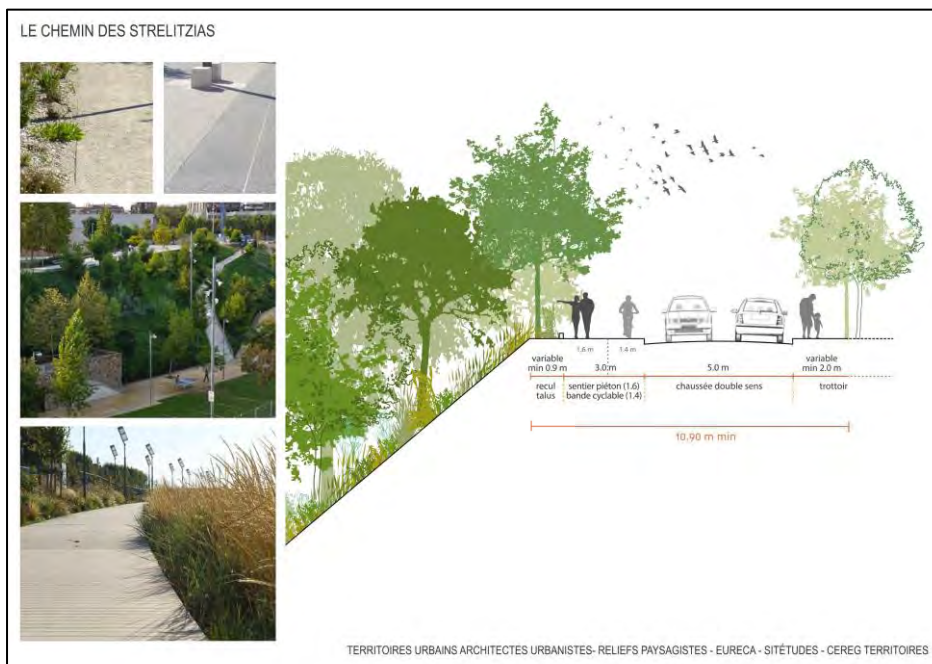 LE CHEMIN DES STRELITZIAS
1.6 m
1.4 m
variable
min 0.9 m
3.0 m
5.0 m
variable
min 2.0 m
recul
talus
sentier piéton (1.6)
bande cyclable (1.4)
chaussée double sens
trottoir
10.90 m min
TERRITOIRES URBAINS ARCHITECTES URBANISTES- RELIEFS PAYSAGISTES - EURECA - SITÉTUDES - CEREG TERRITOIRES